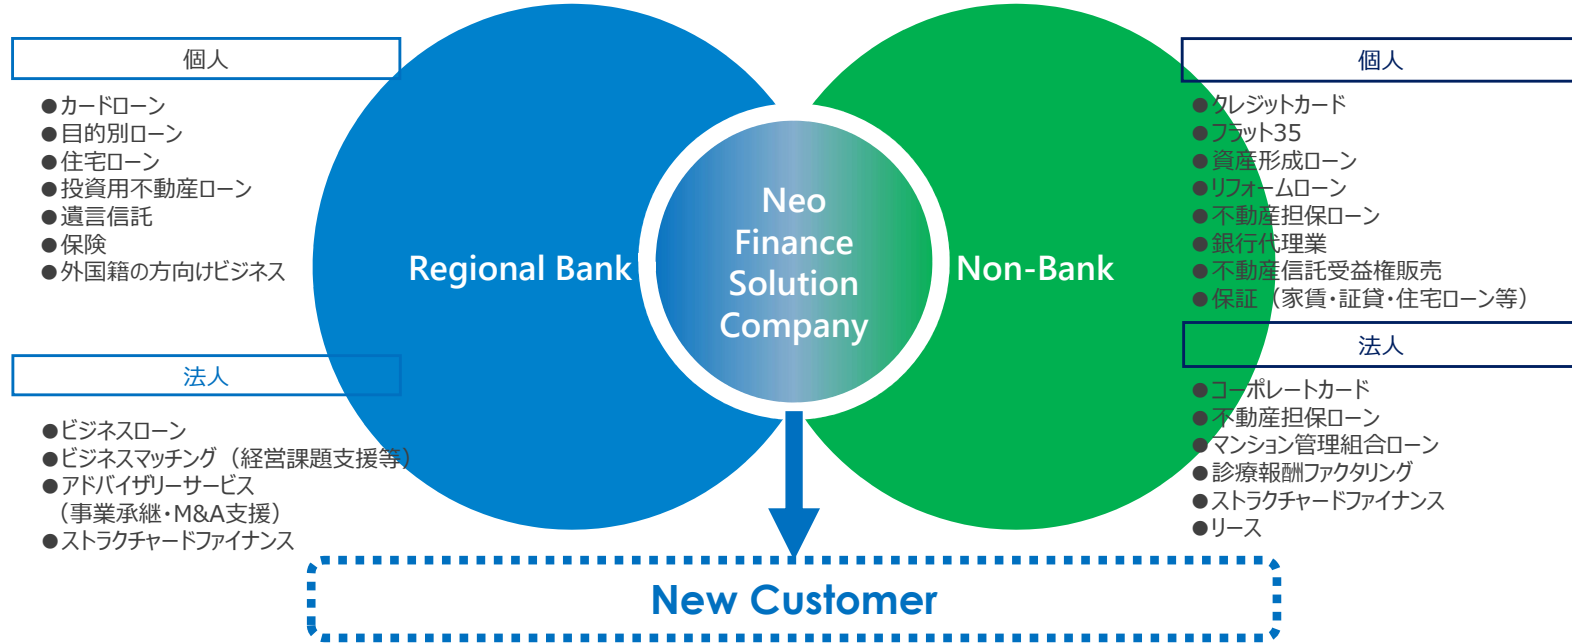 個人
●カードローン
●目的別ローン
●住宅ローン
●投資用不動産ローン
●遺言信託
●保険
●外国籍の方向けビジネス
法人
●ビジネスローン
●ビジネスマッチング（経営課題支援等）
●アドバイザリーサービス
（事業承継・M&A支援）
●ストラクチャードファイナンス
Regional Bank
Neo
Finance
Solution
Company
Non-Bank
個人
●クレジットカード
●フラット35
●資産形成ローン
●リフォームローン
●不動産担保ローン
●銀行代理業
●不動産信託受益権販売
●保証（家賃・証貸・住宅ローン等）
法人
●コーポレートカード
●不動産担保ローン
●マンション管理組合ローン
●診療報酬ファクタリング
●ストラクチャードファイナンス
●リース
New Customer